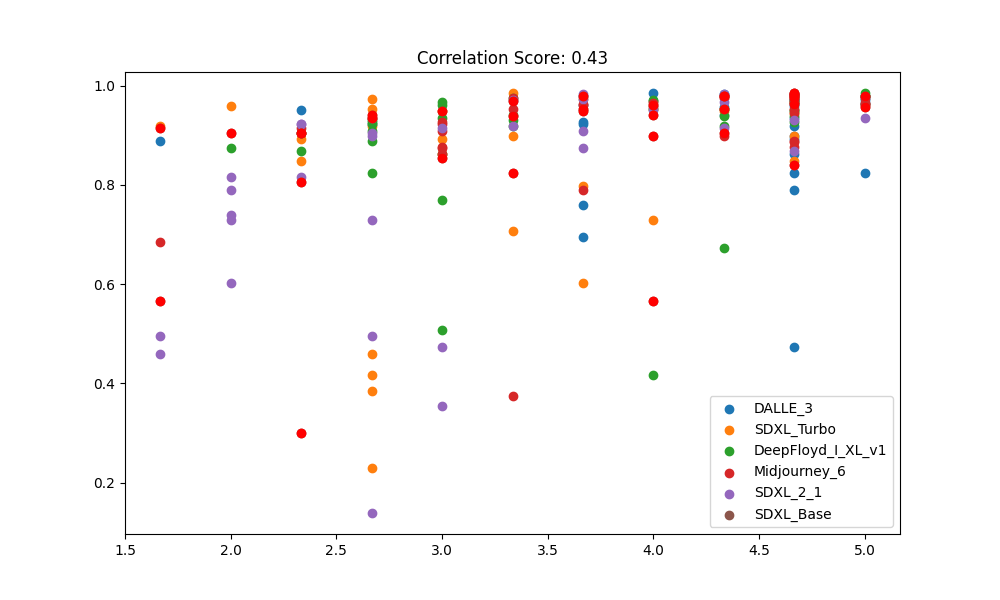 Correlation Score: 0.43
1.0
0.8
0.6
0.4
0.2
DALLE_3
SDXL_Turbo
DeepFloyd_I_XL_v1
Midjourney_6
SDXL_2_1
SDXL_Base
1.5 2.0 2.5 3.0 3.5 4.0 4.5 5.0